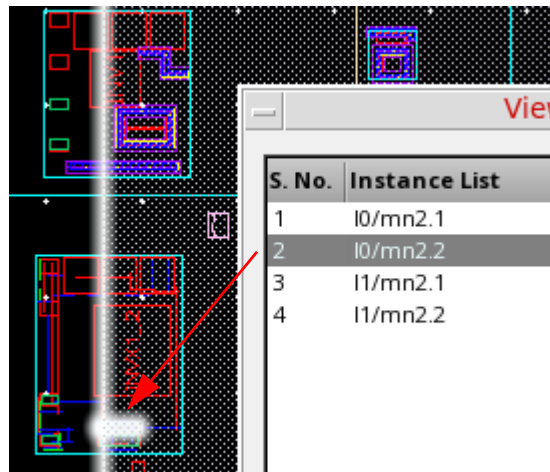 View
S. No. Instance List
1 I0/mn2.1
2 I0/mn2.2
3 I1/mn2.1
4 I1/mn2.2